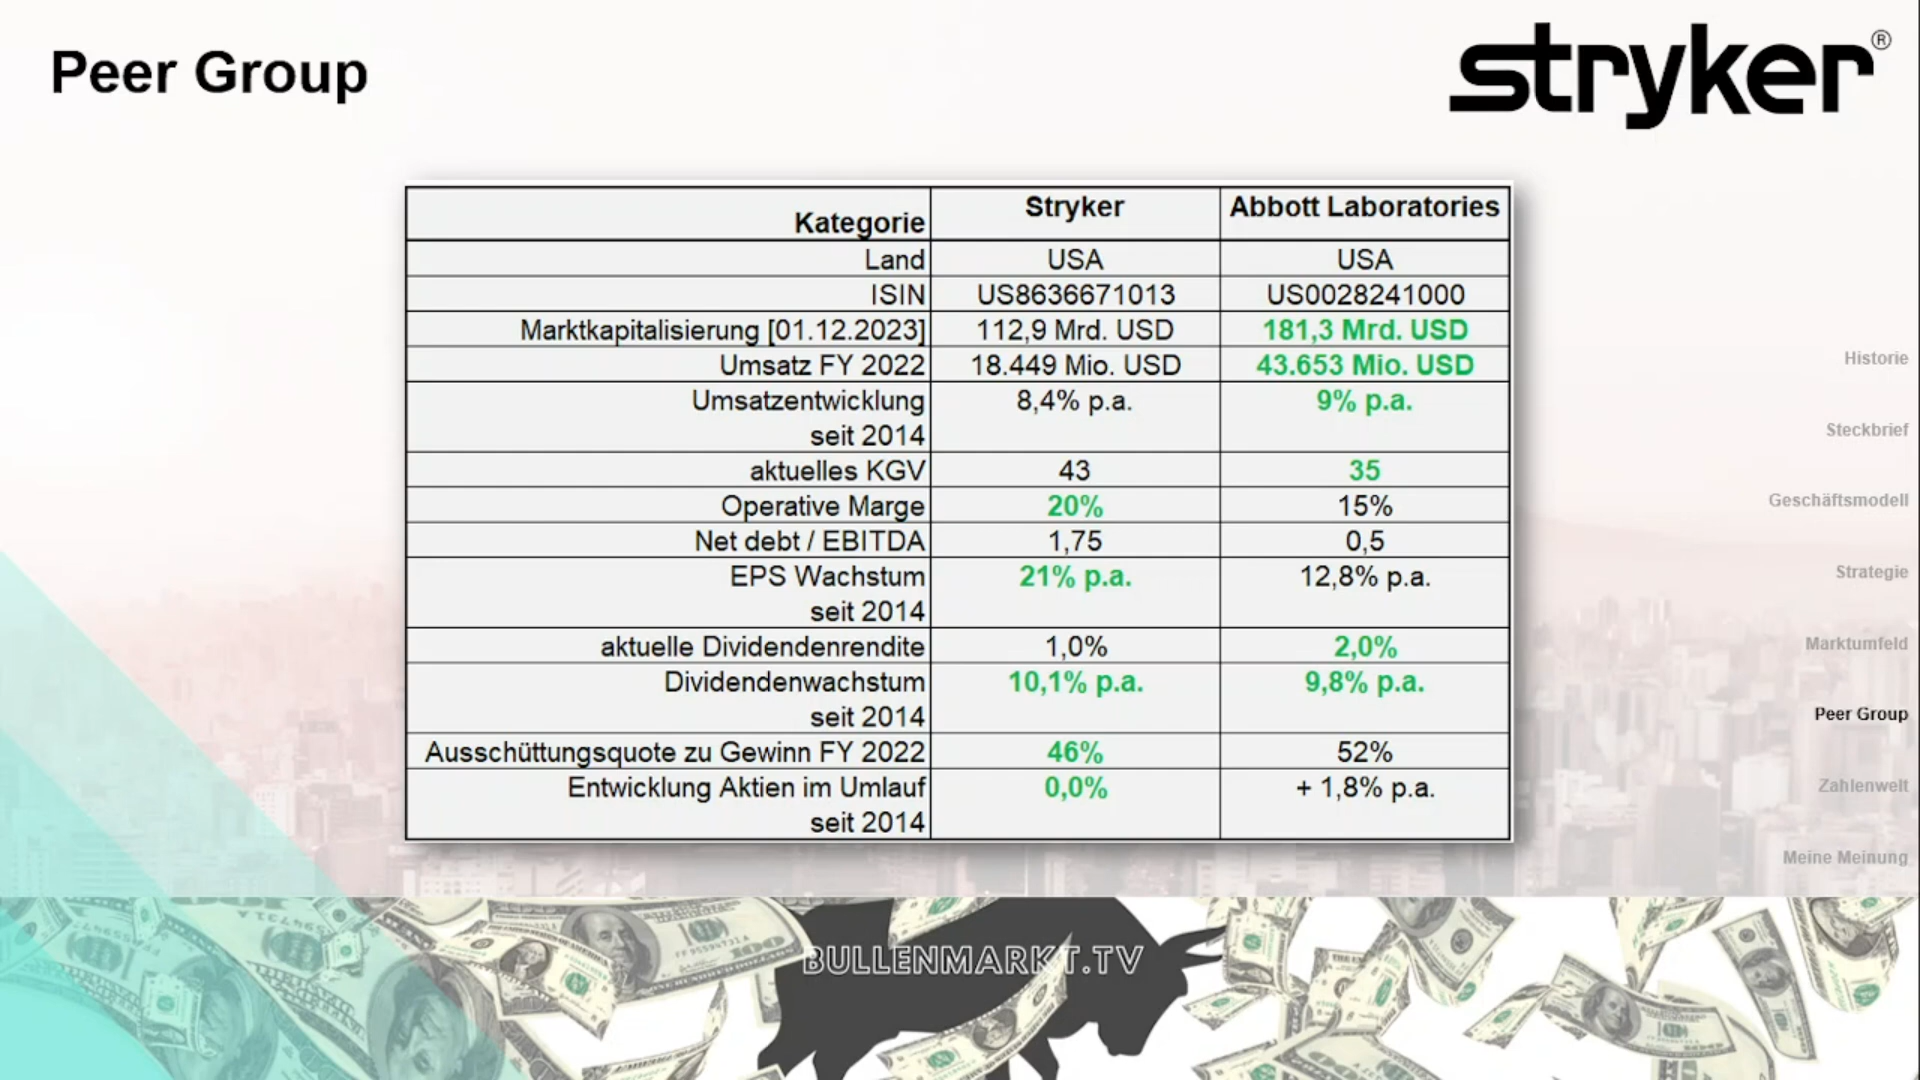 Peer Group
stryker®
Kategorie Stryker Abbott Laboratories
Land USA USA
ISIN US8636671013 US0028241000
Marktkapitalisierung [01.12.2023] 112,9 Mrd. USD 181,3 Mrd. USD
Umsatz FY 2022 18.449 Mio. USD 43.653 Mio. USD
Umsatzentwicklung 8,4% p.a. 9% p.a.
seit 2014
aktuelles KGV 43 35
Operative Marge 20% 15%
Net debt / EBITDA 1,75 0,5
EPS Wachstum 21% p.a. 12,8% p.a.
seit 2014
aktuelle Dividendenrendite 1,0% 2,0%
Dividendenwachstum 10,1% p.a. 9,8% p.a.
seit 2014
Ausschüttungsquote zu Gewinn FY 2022 46% 52%
Entwicklung Aktien im Umlauf 0,0% + 1,8% p.a.
seit 2014
Historie
Steckbrief
Geschäftsmodell
Strategie
Marktumfeld
Peer Group
Zahlenwelt
Meine Meinung
BULLENMARKT.TV